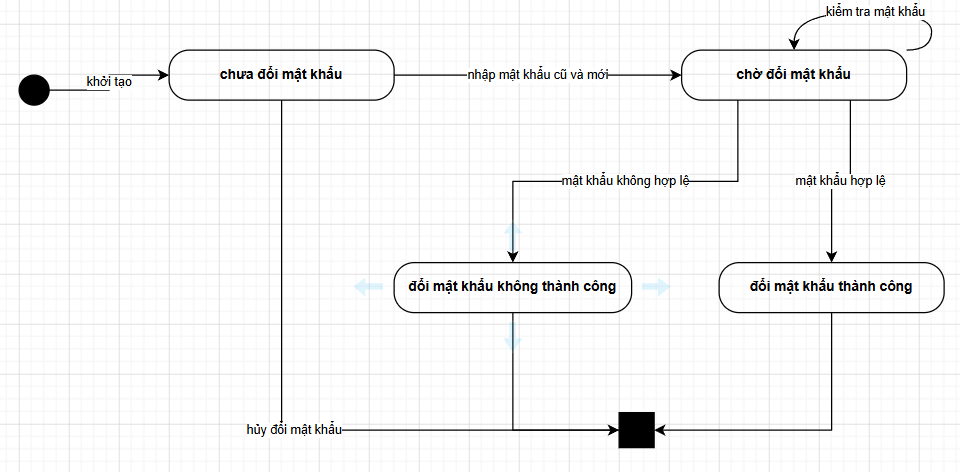 kiểm tra mật khẩu
khởi tạo
chưa đổi mật khẩu
nhập mật khẩu cũ và mới
chờ đổi mật khẩu
mật khẩu không hợp lệ
mật khẩu hợp lệ
đổi mật khẩu không thành công
đổi mật khẩu thành công
hủy đổi mật khẩu